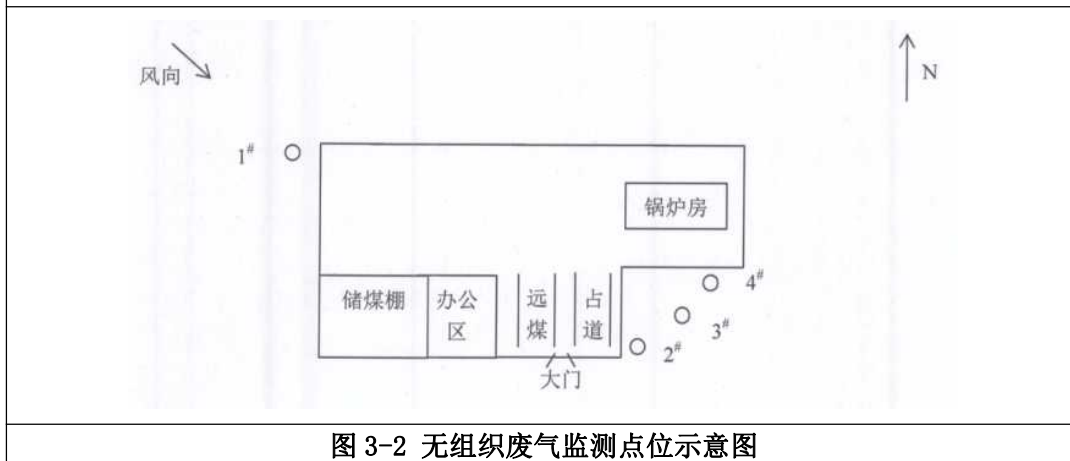 风向
N
1#
锅炉房
4#
储煤棚
办公区
远煤
占道
3#
2#
大门
图 3-2 无组织废气监测点位示意图